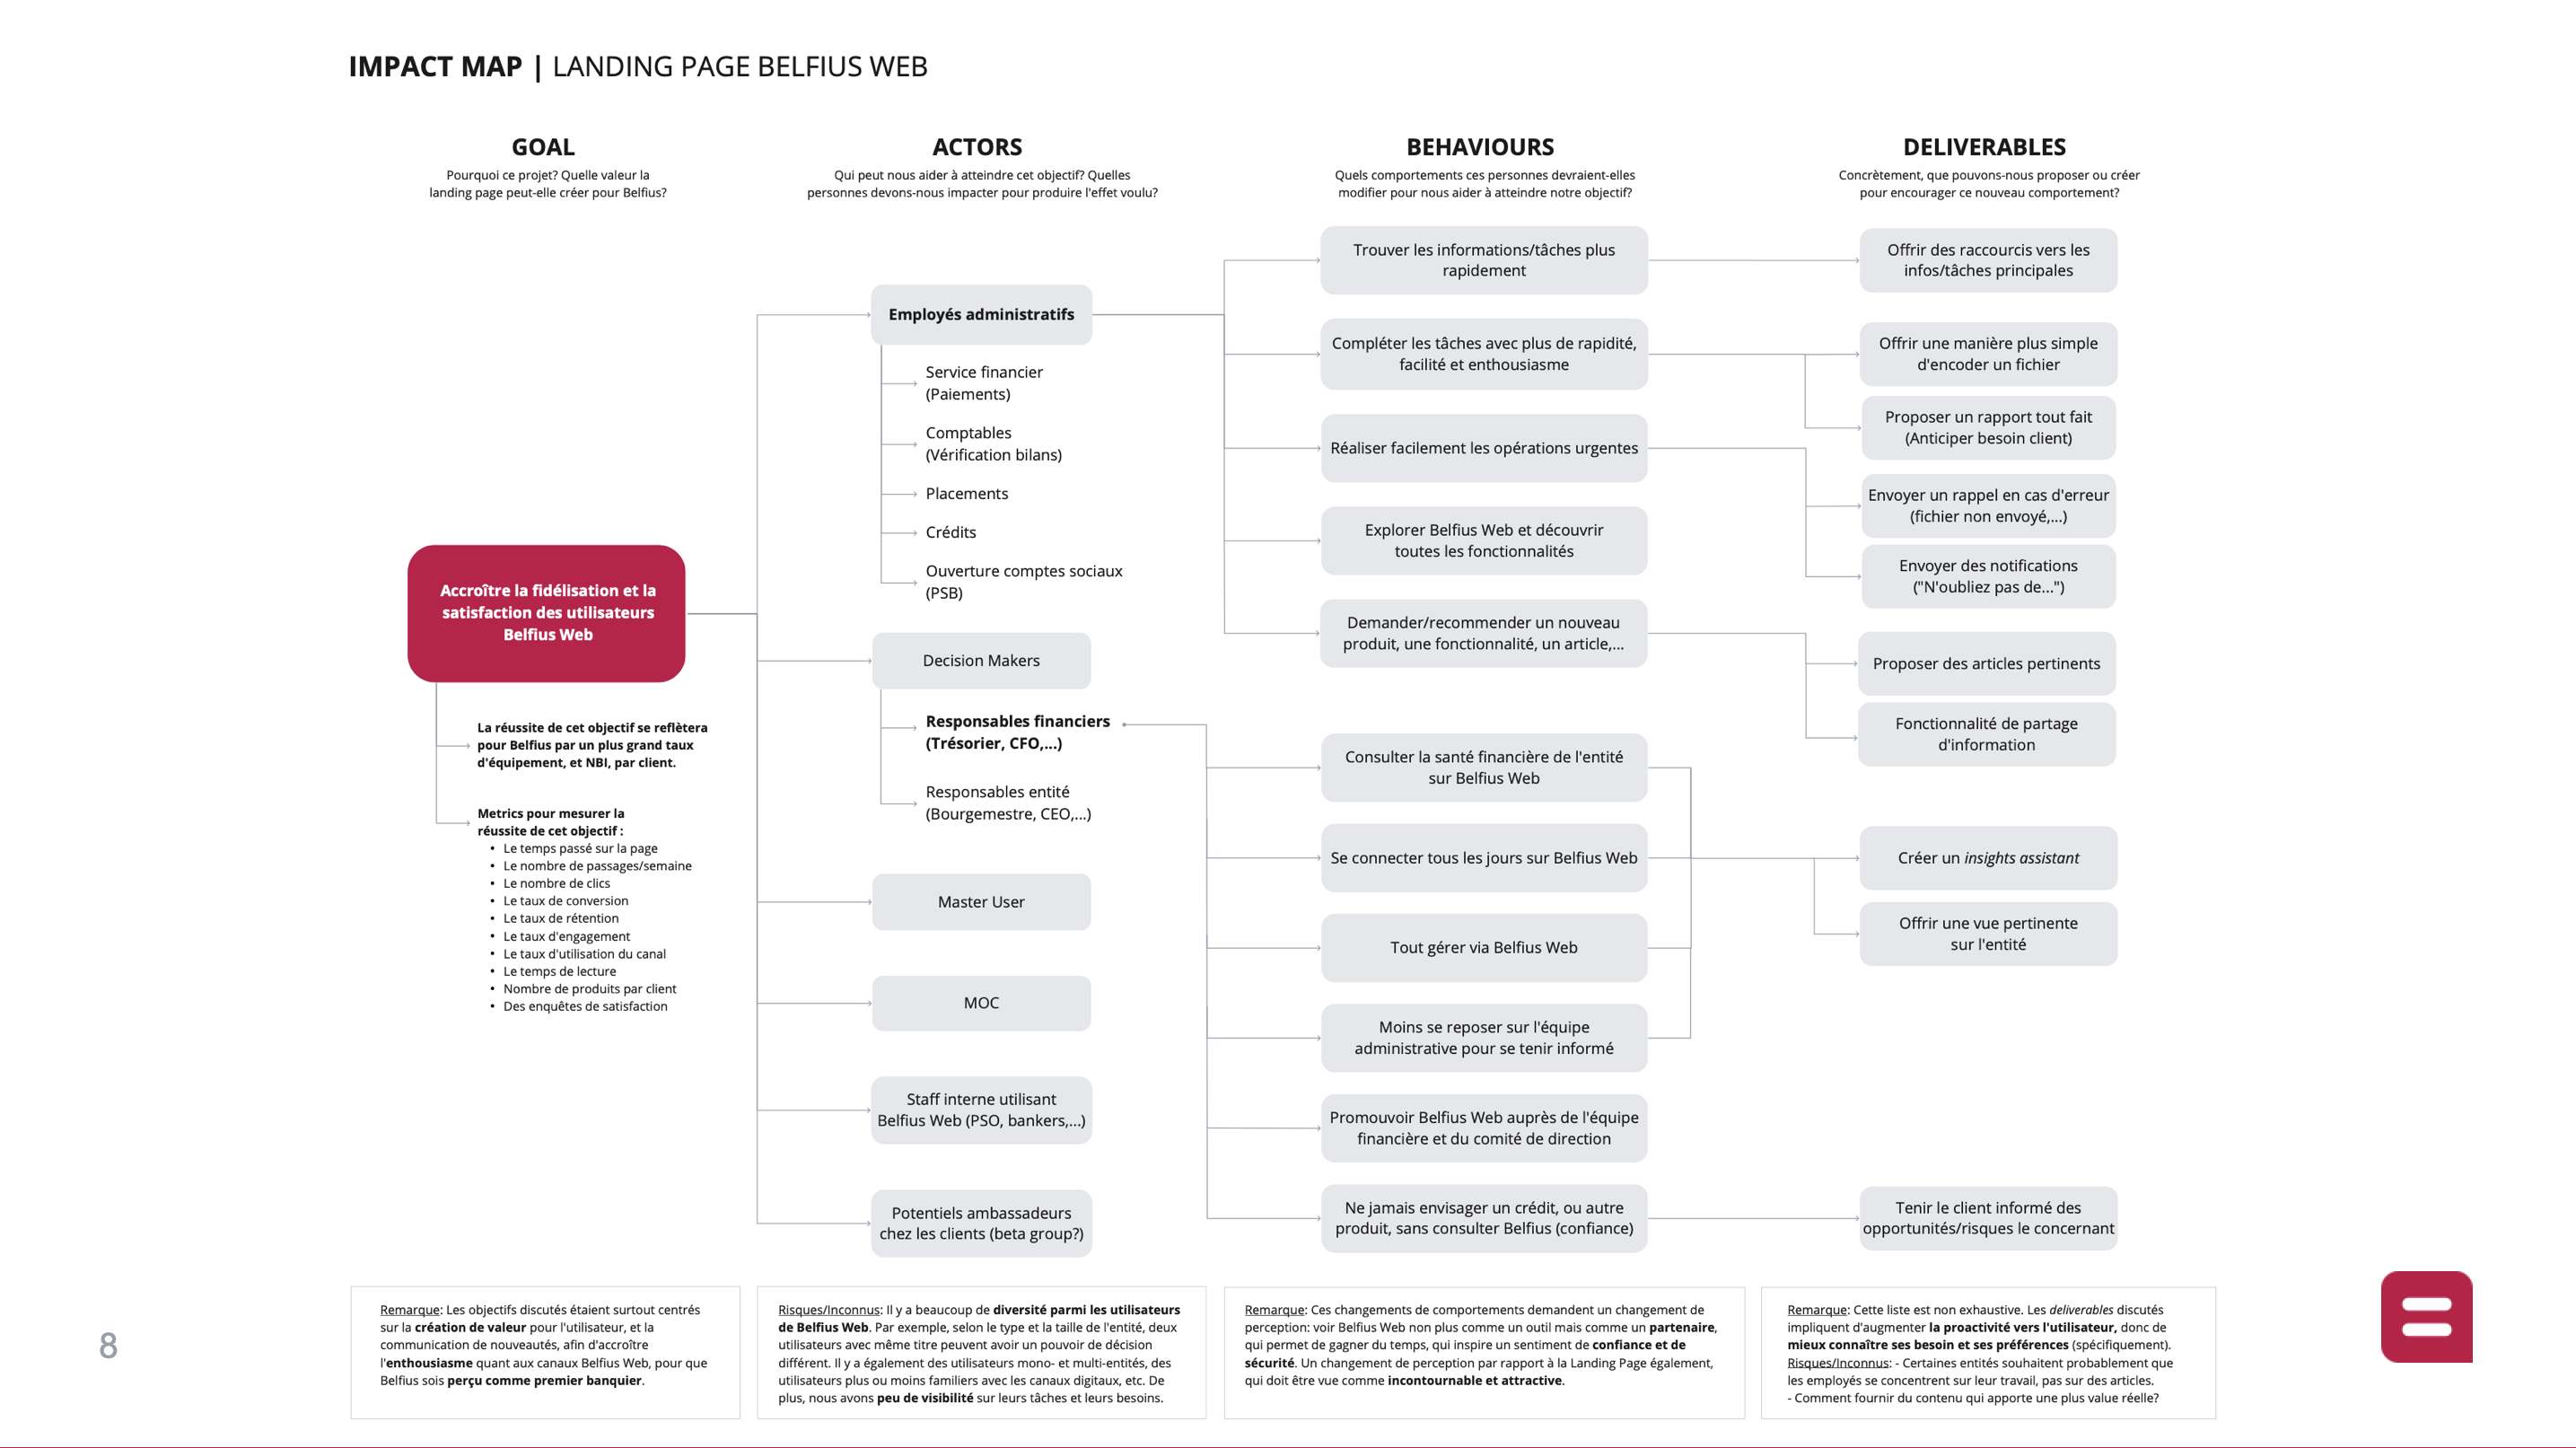 IMPACT MAP | LANDING PAGE BELFIUS WEB
GOAL
Pourquoi ce projet? Quelle valeur la
landing page peut-elle créer pour Belfius?
ACTORS
Qui peut nous aider à atteindre cet objectif? Quelles
personnes devons-nous impacter pour produire l'effet voulu?
BEHAVIOURS
Quels comportements ces personnes devraient-elles
modifier pour nous aider à atteindre notre objectif?
DELIVERABLES
Concrètement, que pouvons-nous proposer ou créer
pour encourager ce nouveau comportement?
Accroître la fidélisation et la
satisfaction des utilisateurs
Belfius Web
La réussite de cet objectif se reflètera
pour Belfius par un plus grand taux
d'équipement, et NBI, par client.
Metrics pour mesurer la
réussite de cet objectif :
• Le temps passé sur la page
• Le nombre de passages/semaine
• Le nombre de clics
• Le taux de conversion
• Le taux de rétention
• Le taux d'engagement
• Le taux d'utilisation du canal
• Le temps de lecture
• Nombre de produits par client
• Des enquêtes de satisfaction
Employés administratifs
Service financier
(Paiements)
Comptables
(Vérification bilans)
Placements
Crédits
Ouverture comptes sociaux
(PSB)
Decision Makers
Responsables financiers
(Trésorier, CFO,...)
Responsables entité
(Bourgemestre, CEO,...)
Master User
MOC
Staff interne utilisant
Belfius Web (PSO, bankers,...)
Potentiels ambassadeurs
chez les clients (beta group?)
Trouver les informations/tâches plus
rapidement
Compléter les tâches avec plus de rapidité,
facilité et enthousiasme
Réaliser facilement les opérations urgentes
Explorer Belfius Web et découvrir
toutes les fonctionnalités
Demander/recommender un nouveau
produit, une fonctionnalité, un article,...
Consulter la santé financière de l'entité
sur Belfius Web
Se connecter tous les jours sur Belfius Web
Tout gérer via Belfius Web
Moins se reposer sur l'équipe
administrative pour se tenir informé
Promouvoir Belfius Web auprès de l'équipe
financière et du comité de direction
Ne jamais envisager un crédit, ou autre
produit, sans consulter Belfius (confiance)
Offrir des raccourcis vers les
infos/tâches principales
Offrir une manière plus simple
d'encoder un fichier
Proposer un rapport tout fait
(Anticiper besoin client)
Envoyer un rappel en cas d'erreur
(fichier non envoyé,...)
Envoyer des notifications
("N'oubliez pas de...")
Proposer des articles pertinents
Fonctionnalité de partage
d'information
Créer un insights assistant
Offrir une vue pertinente
sur l'entité
Tenir le client informé des
opportunités/risques le concernant
Remarque: Les objectifs discutés étaient surtout centrés
sur la création de valeur pour l'utilisateur, et la
communication de nouveautés, afin d'accroître
l'enthousiasme quant aux canaux Belfius Web, pour que
Belfius sois perçu comme premier banquier.
Risques/Inconnus: Il y a beaucoup de diversité parmi les utilisateurs
de Belfius Web. Par exemple, selon le type et la taille de l'entité, deux
utilisateurs avec même titre peuvent avoir un pouvoir de décision
différent. Il y a également des utilisateurs mono- et multi-entités, des
utilisateurs plus ou moins familiers avec les canaux digitaux, etc. De
plus, nous avons peu de visibilité sur leurs tâches et leurs besoins.
Remarque: Ces changements de comportements demandent un changement de
perception: voir Belfius Web non plus comme un outil mais comme un partenaire,
qui permet de gagner du temps, qui inspire un sentiment de confiance et de
sécurité. Un changement de perception par rapport à la Landing Page également,
qui doit être vue comme incontournable et attractive.
Remarque: Cette liste est non exhaustive. Les deliverables discutés
impliquent d'augmenter la proactivité vers l'utilisateur, donc de
mieux connaître ses besoin et ses préférences (spécifiquement).
Risques/Inconnus: - Certaines entités souhaitent probablement que
les employés se concentrent sur leur travail, pas sur des articles.
- Comment fournir du contenu qui apporte une plus value réelle?
8